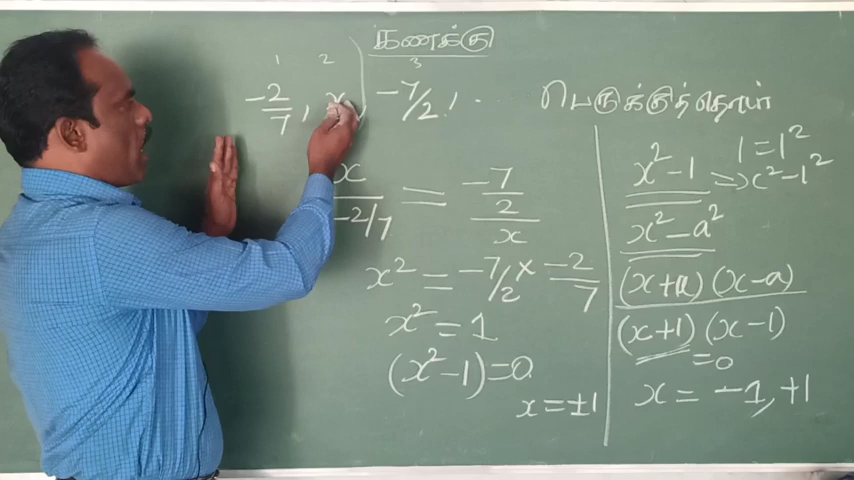 கணக்கு
1 2 3
-2/7, x, -7/2, ...
x/(-2/7) = (-7/2)/x
x² = -7/2 × -2/7
x² = 1
(x² - 1) = 0
x = ±1
பெருக்குத்தொடர்
1 = 1²
x² - 1 ⇒ x² - 1²
x² - a²
(x+a) (x-a)
(x+1) (x-1)
= 0
x = -1, +1